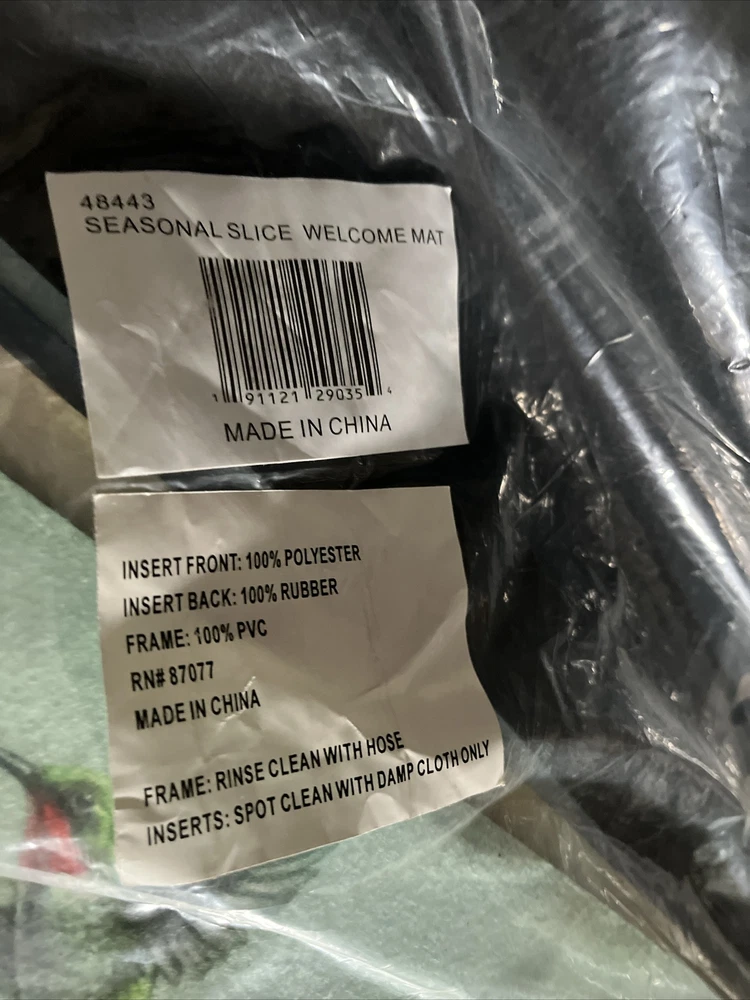 48443
SEASONAL SLICE WELCOME MAT
1 91121 29035 4
MADE IN CHINA
INSERT FRONT: 100% POLYESTER
INSERT BACK: 100% RUBBER
FRAME: 100% PVC
RN# 87077
MADE IN CHINA
FRAME: RINSE CLEAN WITH HOSE
INSERTS: SPOT CLEAN WITH DAMP CLOTH ONLY